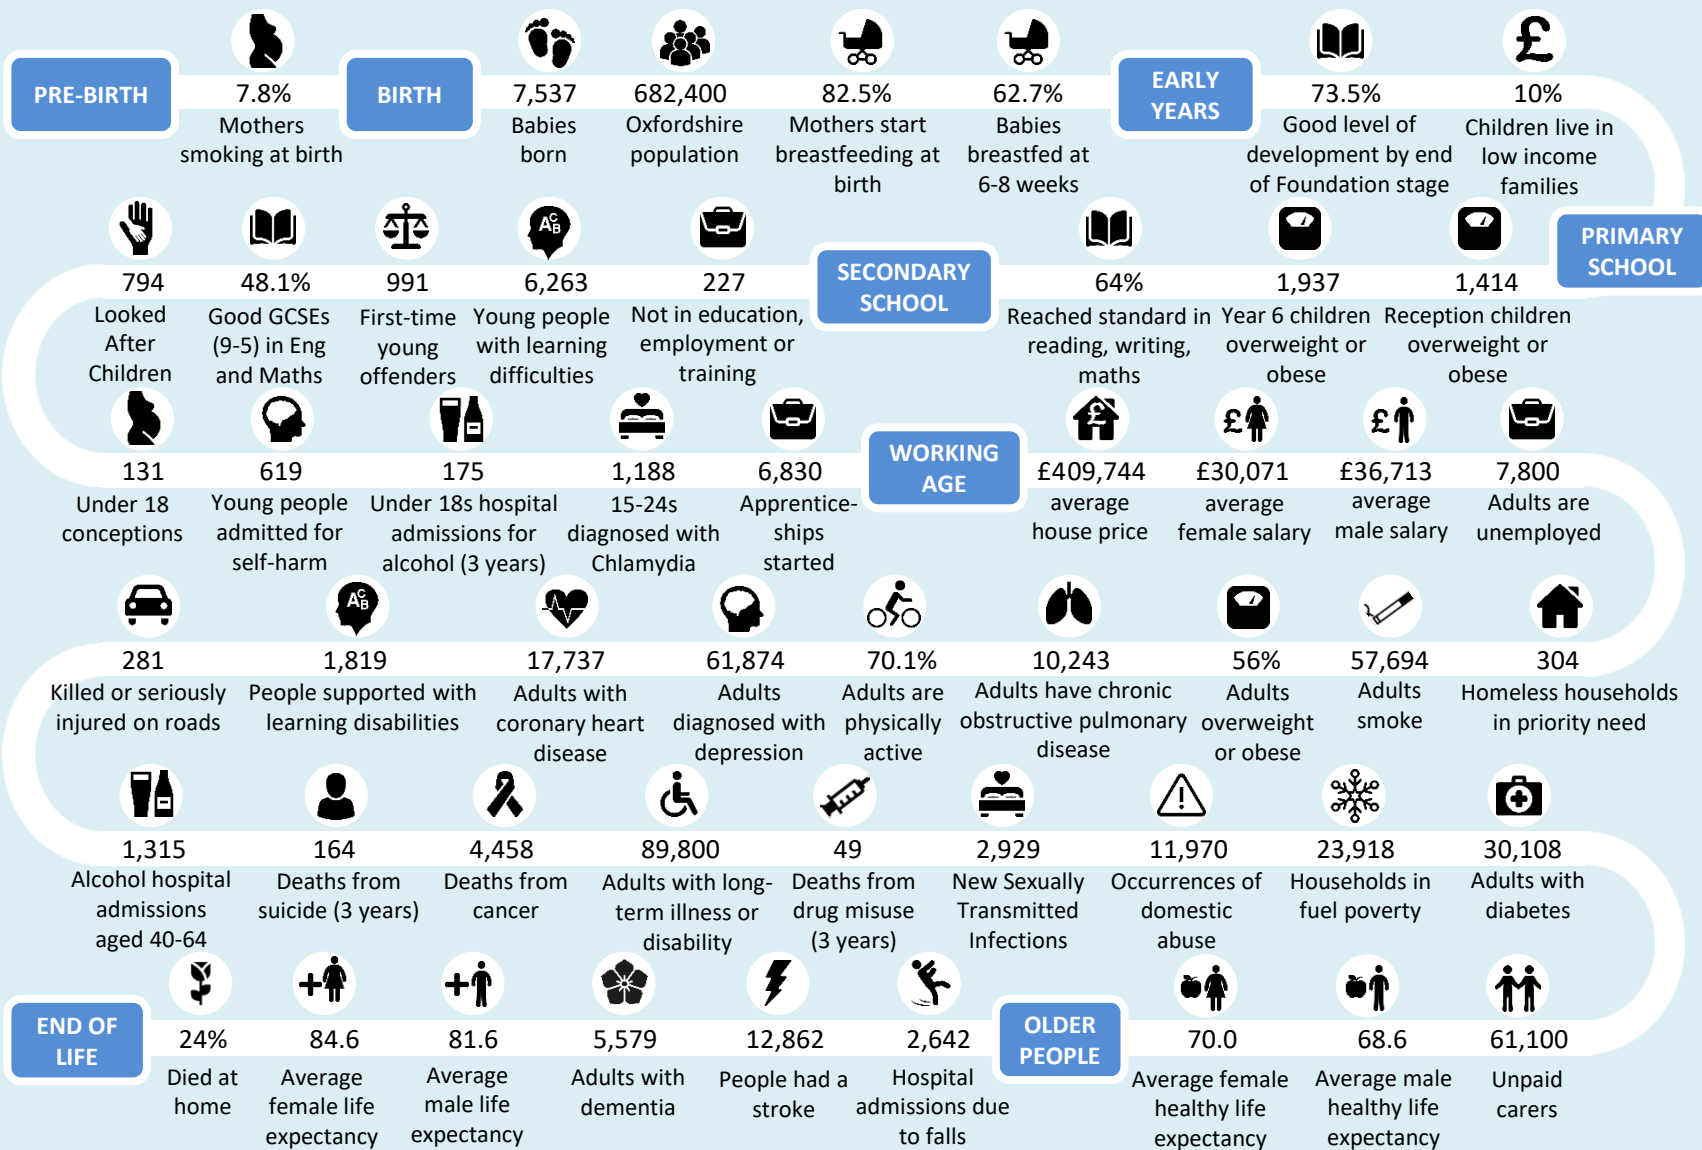 PRE-BIRTH
7.8%
Mothers
smoking at birth
BIRTH
7,537
Babies
born
682,400
Oxfordshire
population
82.5%
Mothers start
breastfeeding at
birth
62.7%
Babies
breastfed at
6-8 weeks
EARLY
YEARS
73.5%
Good level of
development by end
of Foundation stage
£
10%
Children live in
low income
families
794
Looked
After
Children
48.1%
Good GCSEs
(9-5) in Eng
and Maths
991
First-time
young
offenders
ACB
6,263
Young people
with learning
difficulties
227
Not in education,
employment or
training
SECONDARY
SCHOOL
64%
Reached standard in
reading, writing,
maths
1,937
Year 6 children
overweight or
obese
1,414
Reception children
overweight or
obese
PRIMARY
SCHOOL
131
Under 18
conceptions
619
Young people
admitted for
self-harm
175
Under 18s hospital
admissions for
alcohol (3 years)
1,188
15-24s
diagnosed with
Chlamydia
6,830
Apprentice-
ships
started
WORKING
AGE
£
£409,744
average
house price
£
£30,071
average
female salary
£
£36,713
average
male salary
7,800
Adults are
unemployed
281
Killed or seriously
injured on roads
ACB
1,819
People supported with
learning disabilities
17,737
Adults with
coronary heart
disease
61,874
Adults
diagnosed with
depression
70.1%
Adults are
physically
active
10,243
Adults have chronic
obstructive pulmonary
disease
56%
Adults
overweight
or obese
57,694
Adults
smoke
304
Homeless households
in priority need
1,315
Alcohol hospital
admissions
aged 40-64
164
Deaths from
suicide (3 years)
4,458
Deaths from
cancer
89,800
Adults with long-
term illness or
disability
49
Deaths from
drug misuse
(3 years)
2,929
New Sexually
Transmitted
Infections
11,970
Occurrences of
domestic
abuse
23,918
Households in
fuel poverty
30,108
Adults with
diabetes
END OF
LIFE
24%
Died at
home
84.6
Average
female life
expectancy
81.6
Average
male life
expectancy
5,579
Adults with
dementia
12,862
People had a
stroke
2,642
Hospital
admissions due
to falls
OLDER
PEOPLE
70.0
Average female
healthy life
expectancy
68.6
Average male
healthy life
expectancy
61,100
Unpaid
carers